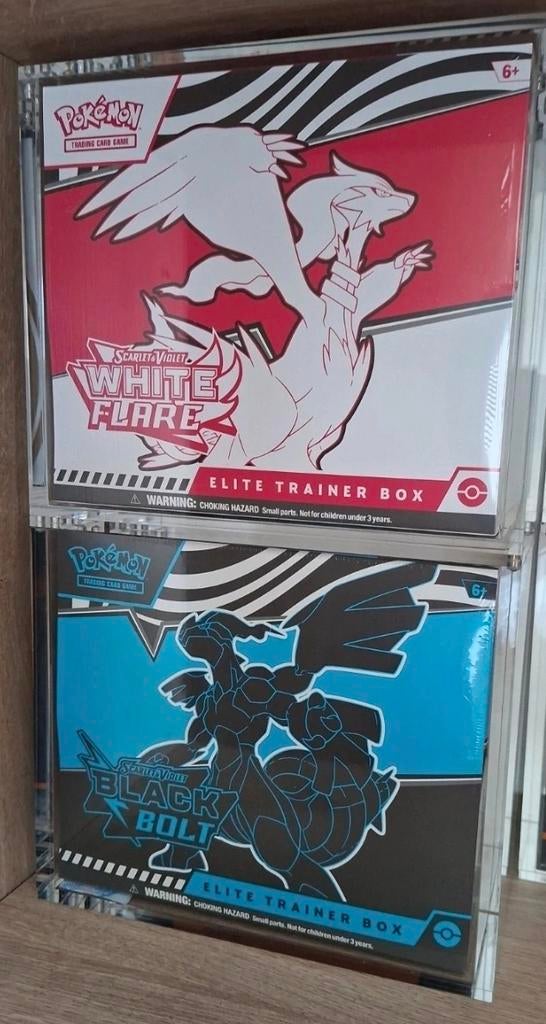 Pokémon
TRADING CARD GAME
6+
SCARLET & VIOLET
WHITE
FLARE
ELITE TRAINER BOX
WARNING: CHOKING HAZARD Small parts. Not for children under 3 years.
Pokémon
TRADING CARD GAME
6+
SCARLET & VIOLET
BLACK
BOLT
ELITE TRAINER BOX
WARNING: CHOKING HAZARD Small parts. Not for children under 3 years.